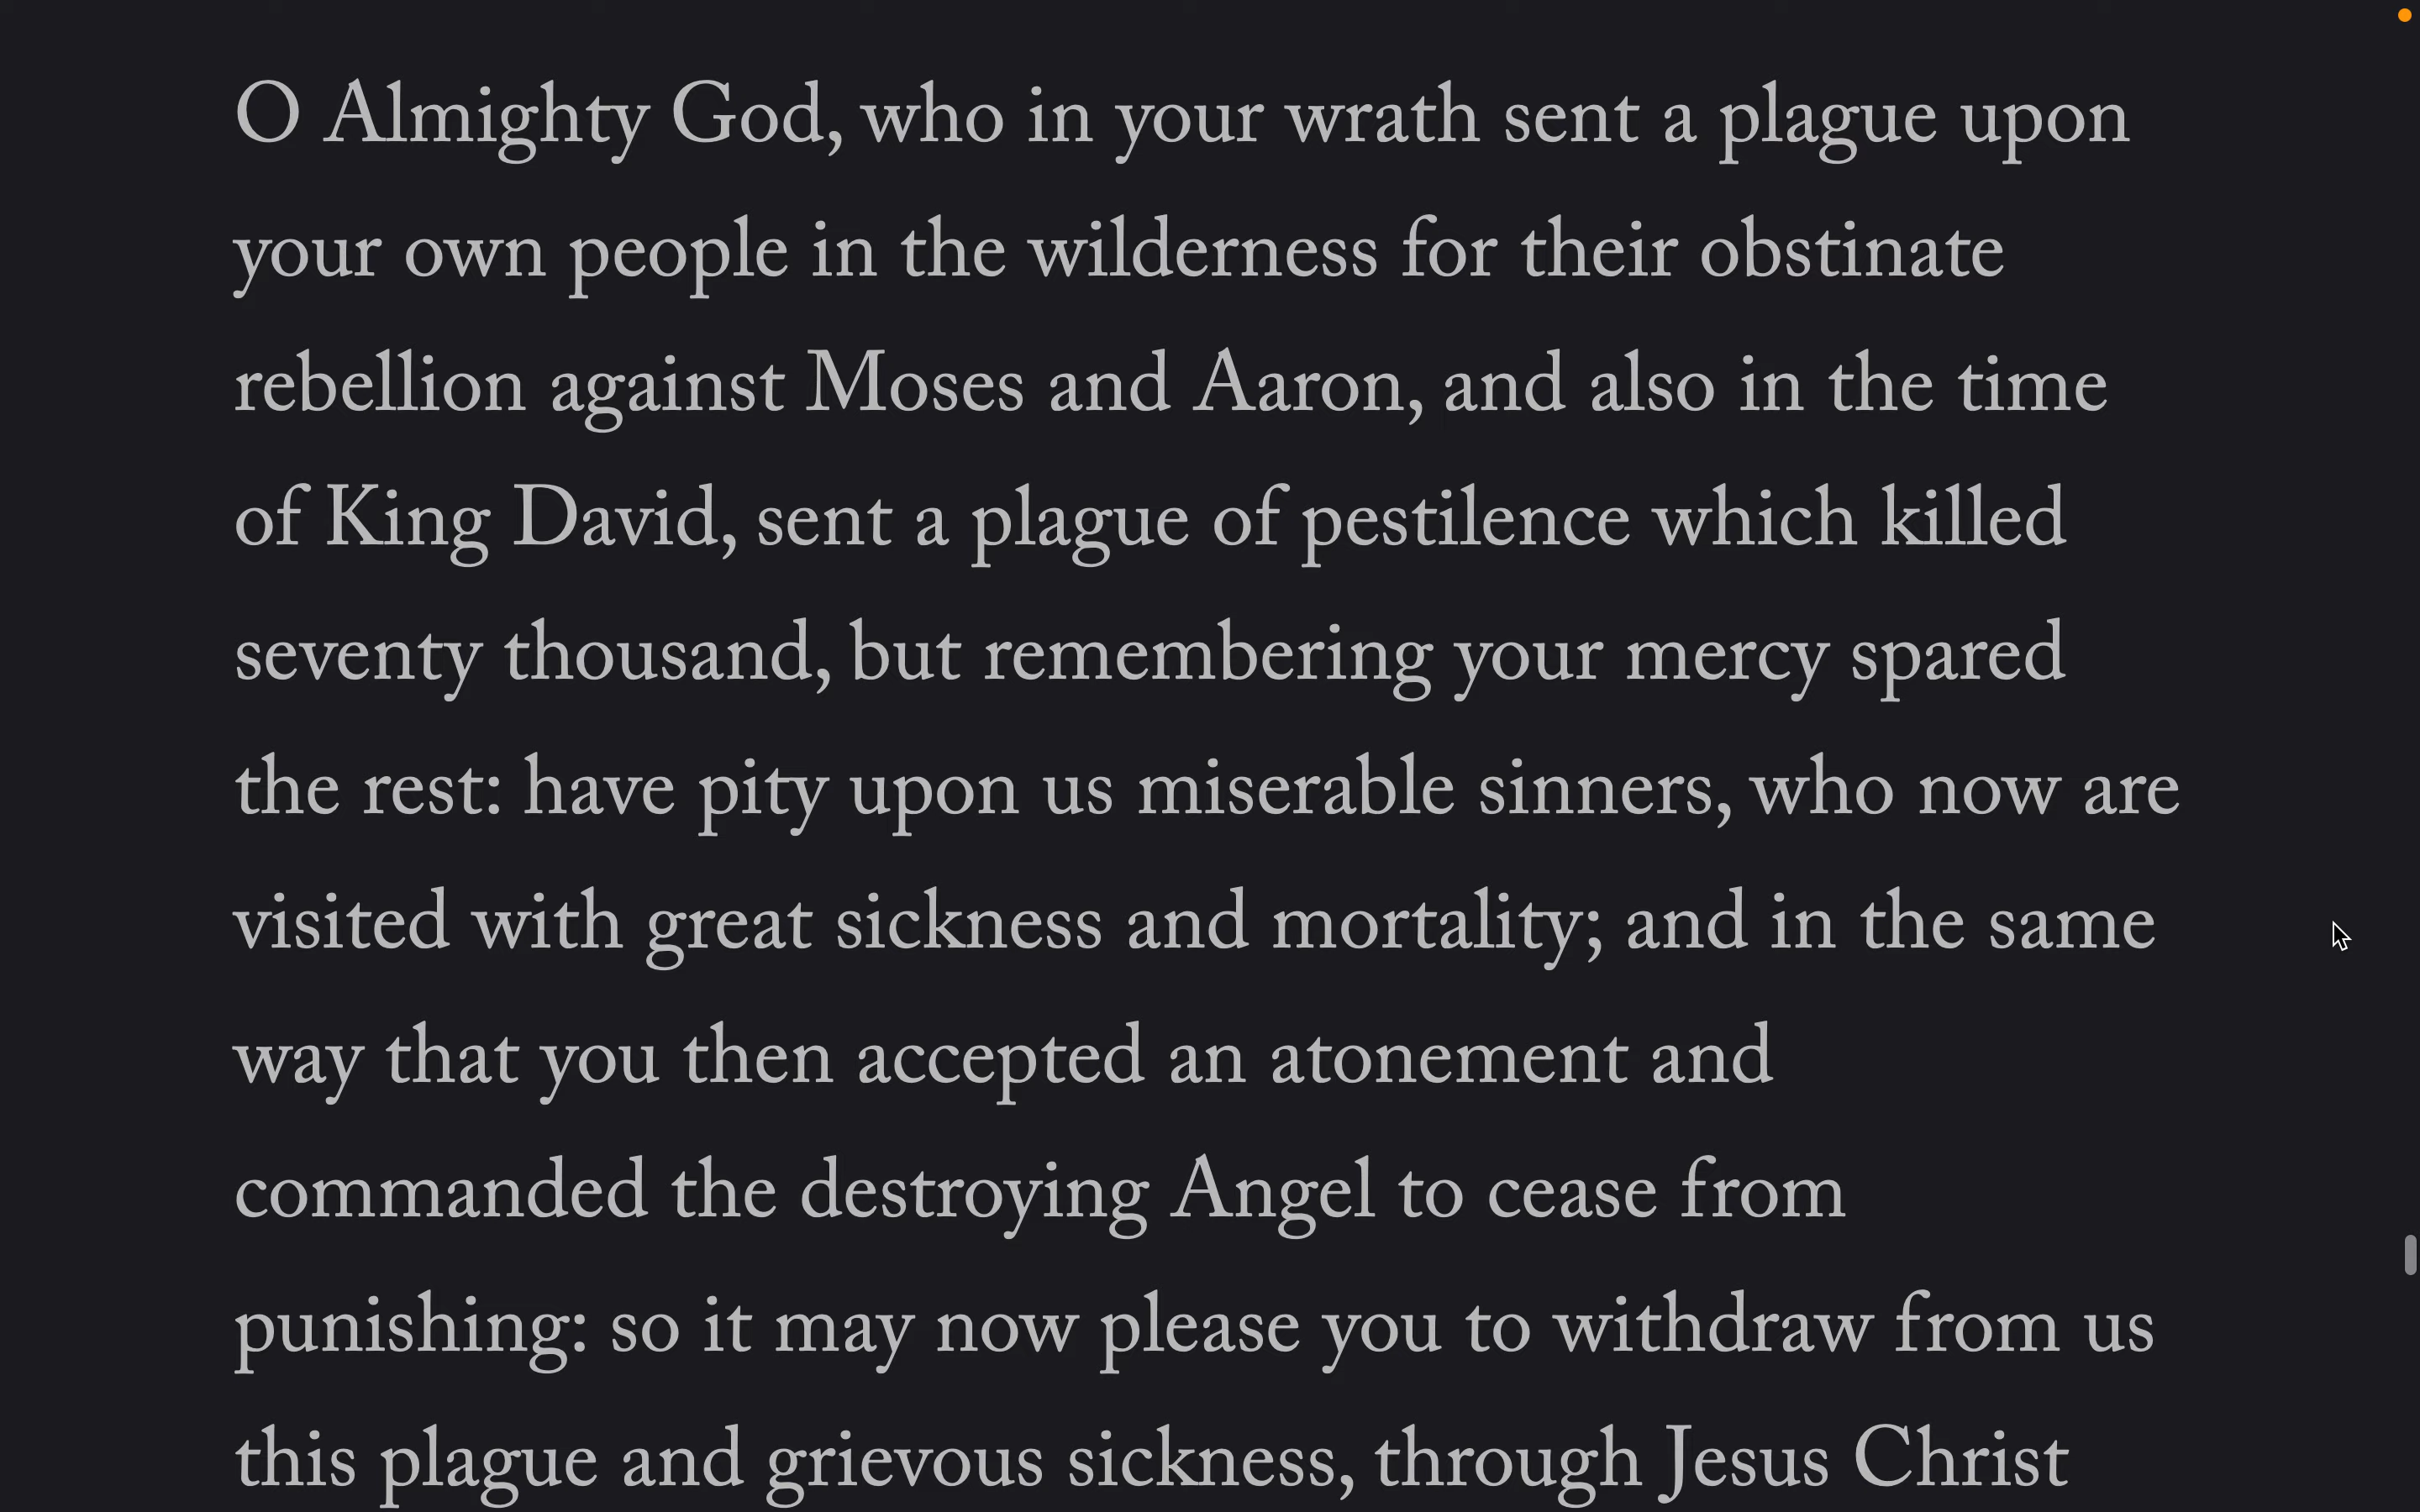 O Almighty God, who in your wrath sent a plague upon
your own people in the wilderness for their obstinate
rebellion against Moses and Aaron, and also in the time
of King David, sent a plague of pestilence which killed
seventy thousand, but remembering your mercy spared
the rest: have pity upon us miserable sinners, who now are
visited with great sickness and mortality; and in the same
way that you then accepted an atonement and
commanded the destroying Angel to cease from
punishing: so it may now please you to withdraw from us
this plague and grievous sickness, through Jesus Christ